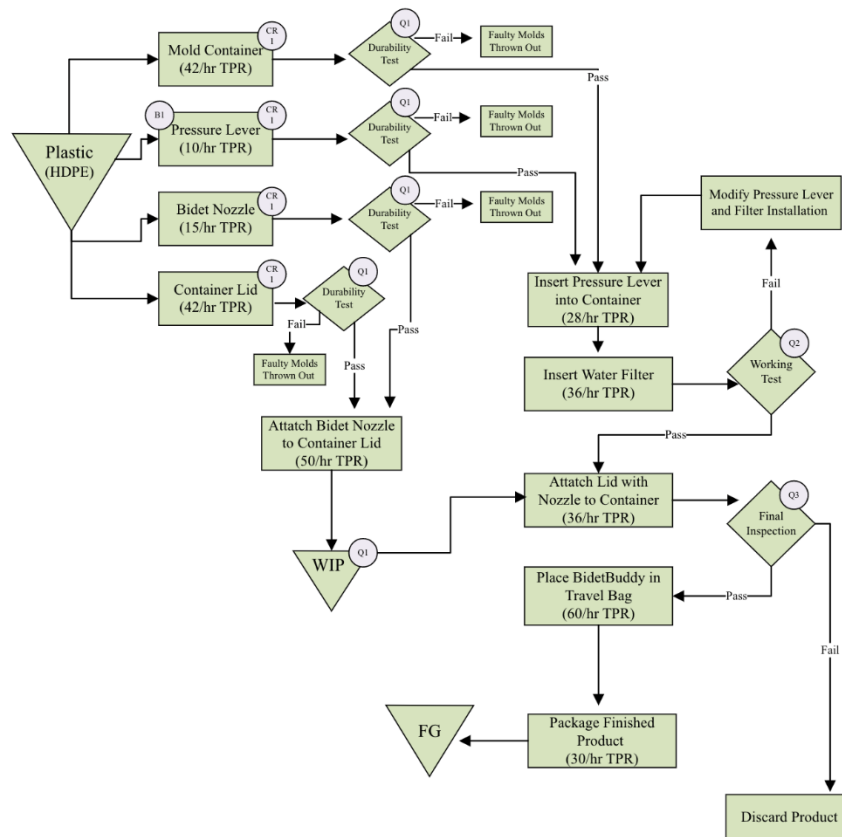 CR
1
Mold Container
(42/hr TPR)
Q1
Durability
Test
Fail
Faulty Molds
Thrown Out
Pass
Plastic
(HDPE)
B1
CR
1
Pressure Lever
(10/hr TPR)
Q1
Durability
Test
Fail
Faulty Molds
Thrown Out
Pass
CR
1
Bidet Nozzle
(15/hr TPR)
Q1
Durability
Test
Fail
Faulty Molds
Thrown Out
Pass
CR
1
Container Lid
(42/hr TPR)
Q1
Durability
Test
Fail
Faulty Molds
Thrown Out
Pass
Modify Pressure Lever
and Filter Installation
Fail
Insert Pressure Lever
into Container
(28/hr TPR)
Insert Water Filter
(36/hr TPR)
Q2
Working
Test
Pass
Attatch Bidet Nozzle
to Container Lid
(50/hr TPR)
Q1
WIP
Attatch Lid with
Nozzle to Container
(36/hr TPR)
Q3
Final
Inspection
Pass
Fail
Place BidetBuddy in
Travel Bag
(60/hr TPR)
Package Finished
Product
(30/hr TPR)
FG
Discard Product